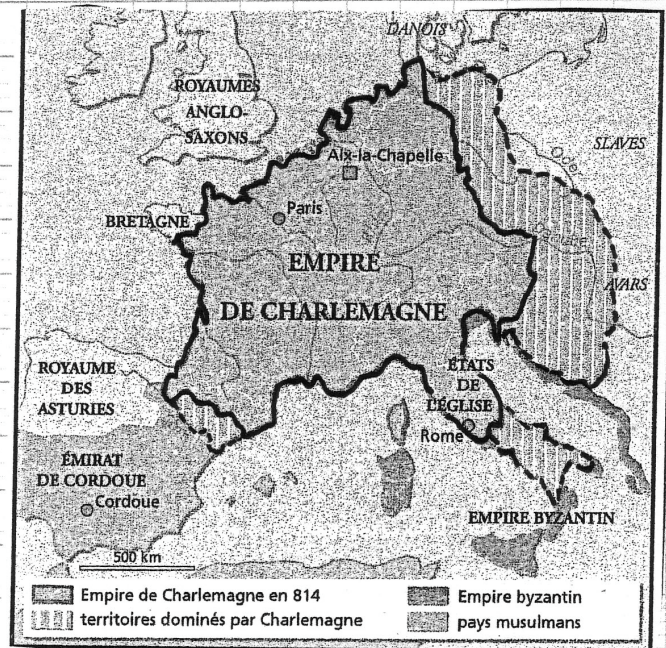 DANOIS
ROYAUMES
ANGLO-
SAXONS
SLAVES
Oder
Aix-la-Chapelle
Paris
BRETAGNE
Danube
EMPIRE
DE CHARLEMAGNE
AVARS
ROYAUME
DES
ASTURIES
ÉTATS
DE
L'ÉGLISE
Rome
ÉMIRAT
DE CORDOUE
Cordoue
EMPIRE BYZANTIN
500 km
Empire de Charlemagne en 814
territoires dominés par Charlemagne
Empire byzantin
pays musulmans